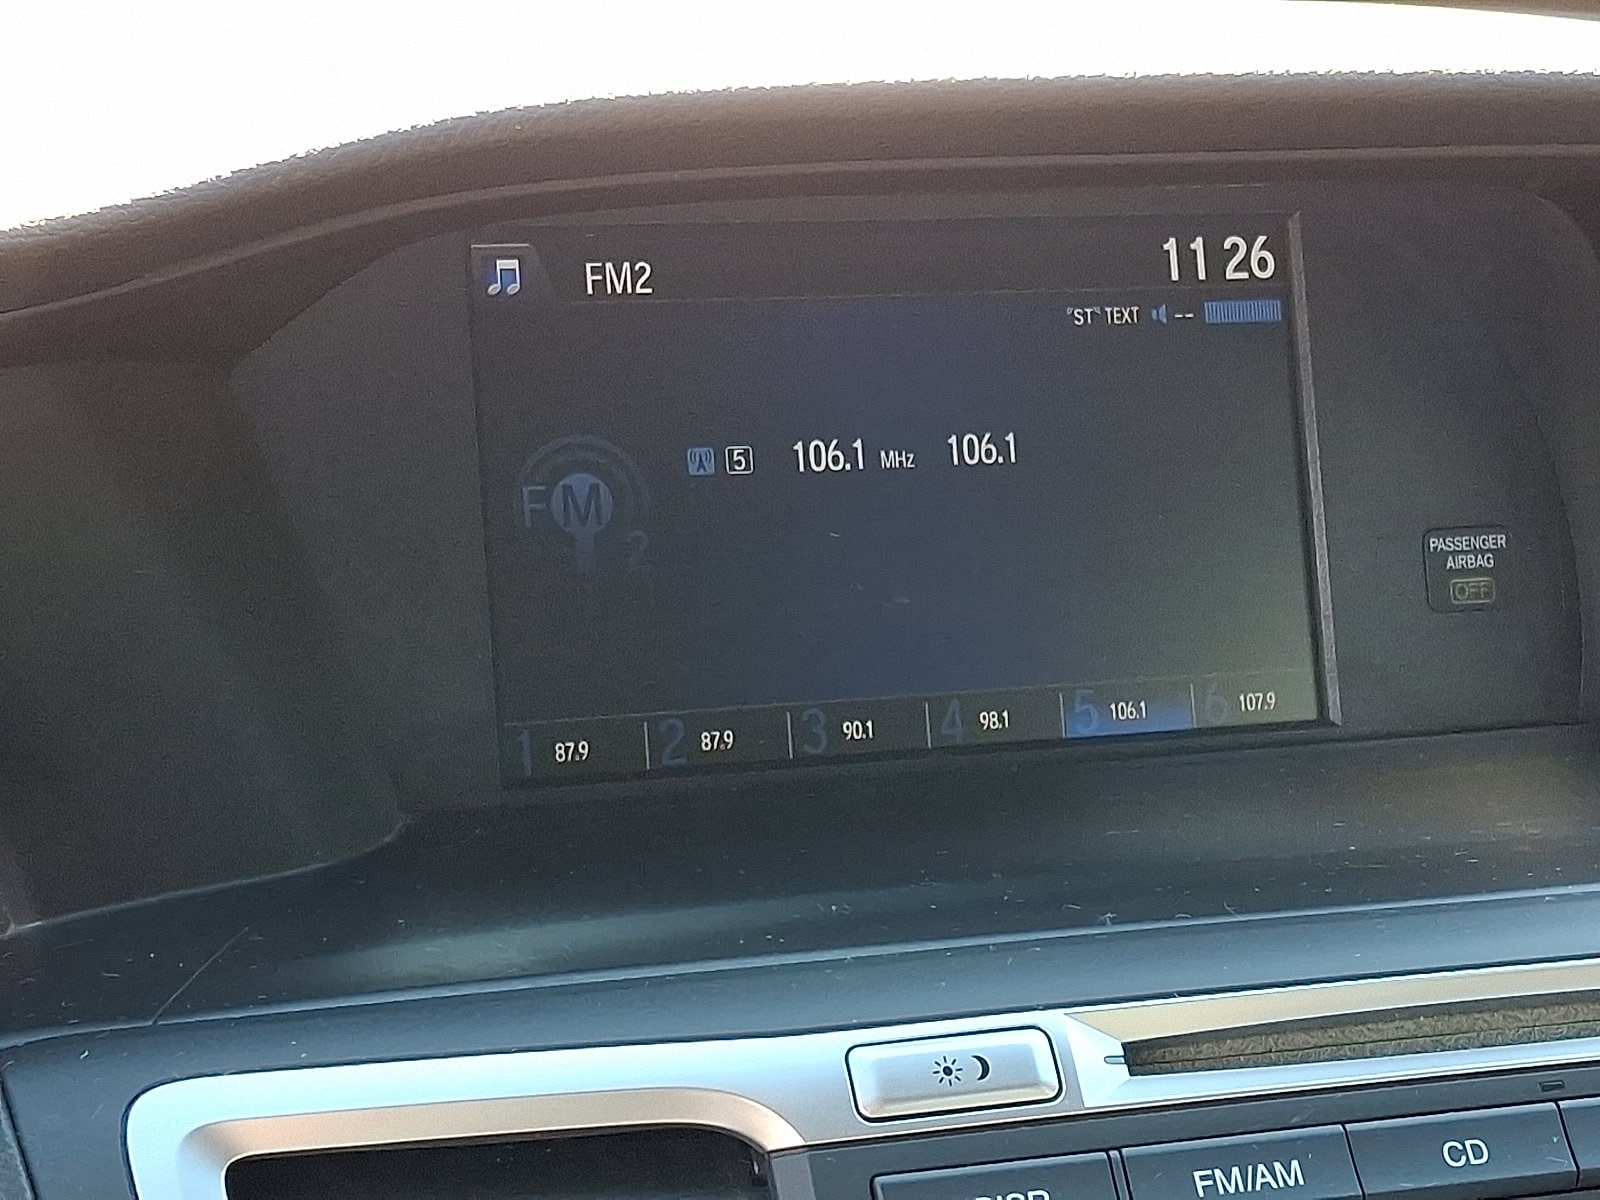 FM2
11 26
"ST" TEXT --
5 106.1 MHz 106.1
FM2
PASSENGER
AIRBAG
OFF
1 87.9 2 87.9 3 90.1 4 98.1 5 106.1 6 107.9
FM/AM
CD